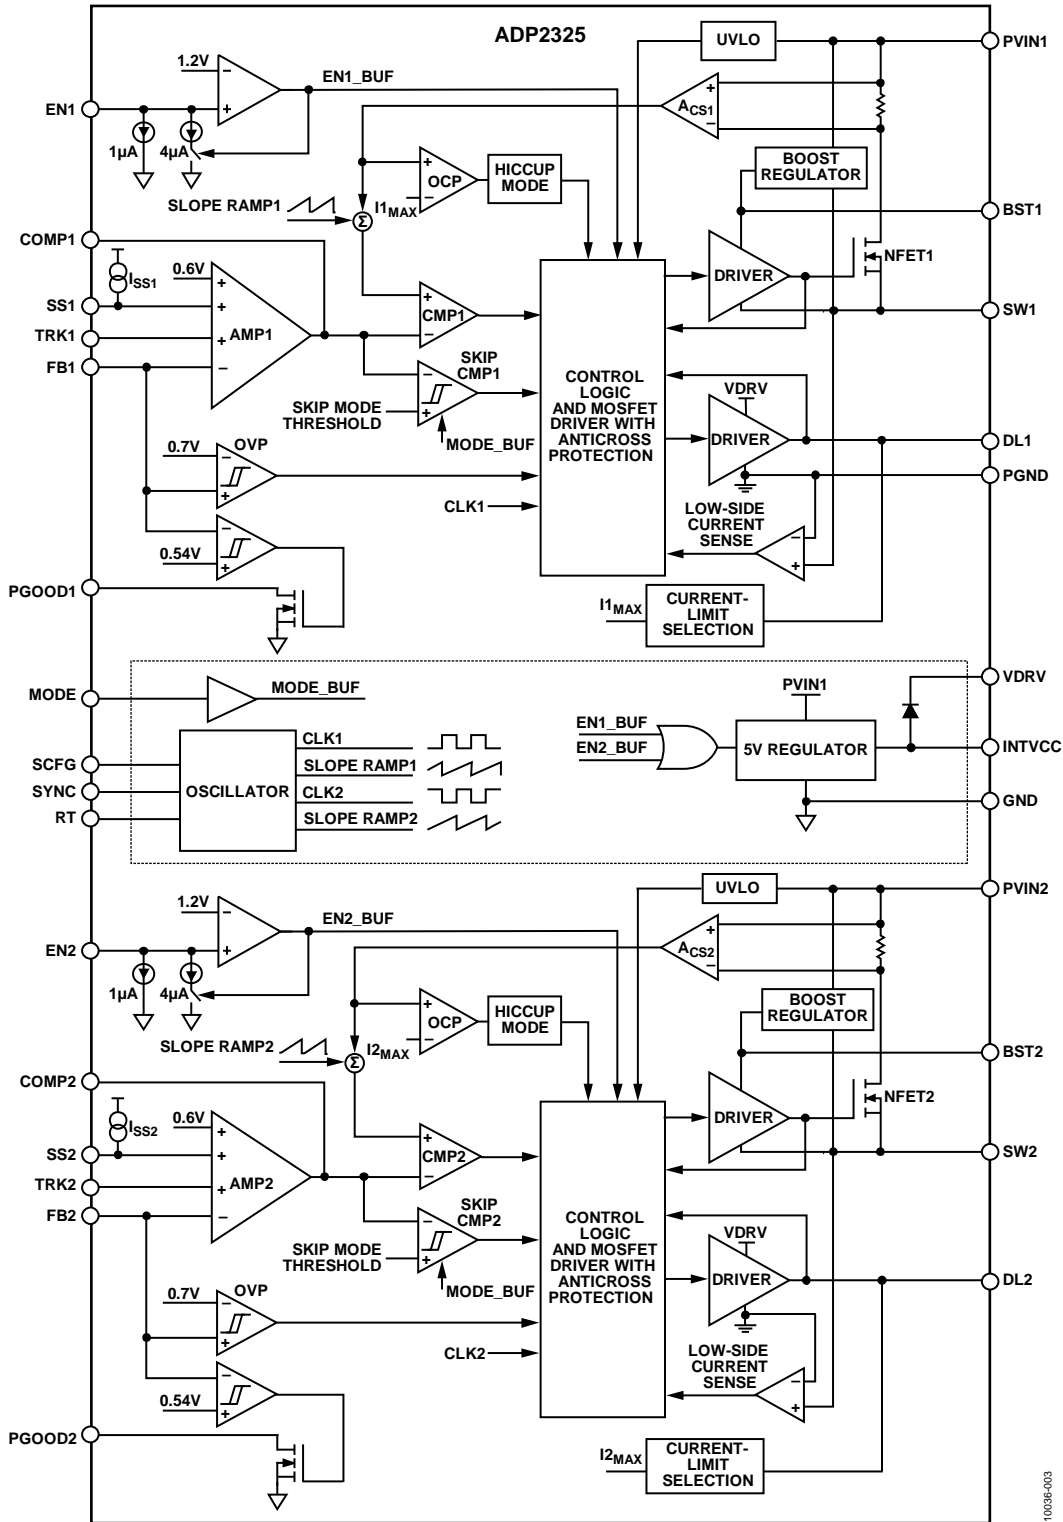 ADP2325
UVLO
PVIN1
1.2V
−
EN1_BUF
EN1
+
ACS1
+
−
1µA
4µA
+
OCP
−
HICCUP
MODE
BOOST
REGULATOR
SLOPE RAMP1
I1MAX
Σ
BST1
COMP1
ISS1
0.6V
+
DRIVER
NFET1
SS1
+
+
CMP1
−
SW1
TRK1
+
AMP1
FB1
−
SKIP
CMP1
−
+
SKIP MODE
THRESHOLD
MODE_BUF
CONTROL
LOGIC
AND MOSFET
DRIVER WITH
ANTICROSS
PROTECTION
VDRV
DRIVER
DL1
0.7V
OVP
−
+
PGND
CLK1
LOW-SIDE
CURRENT
SENSE
−
+
−
0.54V
+
PGOOD1
I1MAX
CURRENT-
LIMIT
SELECTION
MODE
MODE_BUF
PVIN1
VDRV
SCFG
SYNC
RT
OSCILLATOR
CLK1
SLOPE RAMP1
CLK2
SLOPE RAMP2
EN1_BUF
EN2_BUF
5V REGULATOR
INTVCC
GND
UVLO
PVIN2
1.2V
−
EN2_BUF
EN2
+
ACS2
+
−
1µA
4µA
+
OCP
−
HICCUP
MODE
BOOST
REGULATOR
SLOPE RAMP2
I2MAX
Σ
BST2
COMP2
ISS2
0.6V
+
DRIVER
NFET2
SS2
+
+
CMP2
−
SW2
TRK2
+
AMP2
FB2
−
SKIP
CMP2
−
+
SKIP MODE
THRESHOLD
MODE_BUF
CONTROL
LOGIC
AND MOSFET
DRIVER WITH
ANTICROSS
PROTECTION
VDRV
DRIVER
DL2
0.7V
OVP
−
+
CLK2
LOW-SIDE
CURRENT
SENSE
−
+
−
0.54V
+
PGOOD2
I2MAX
CURRENT-
LIMIT
SELECTION
10036-003